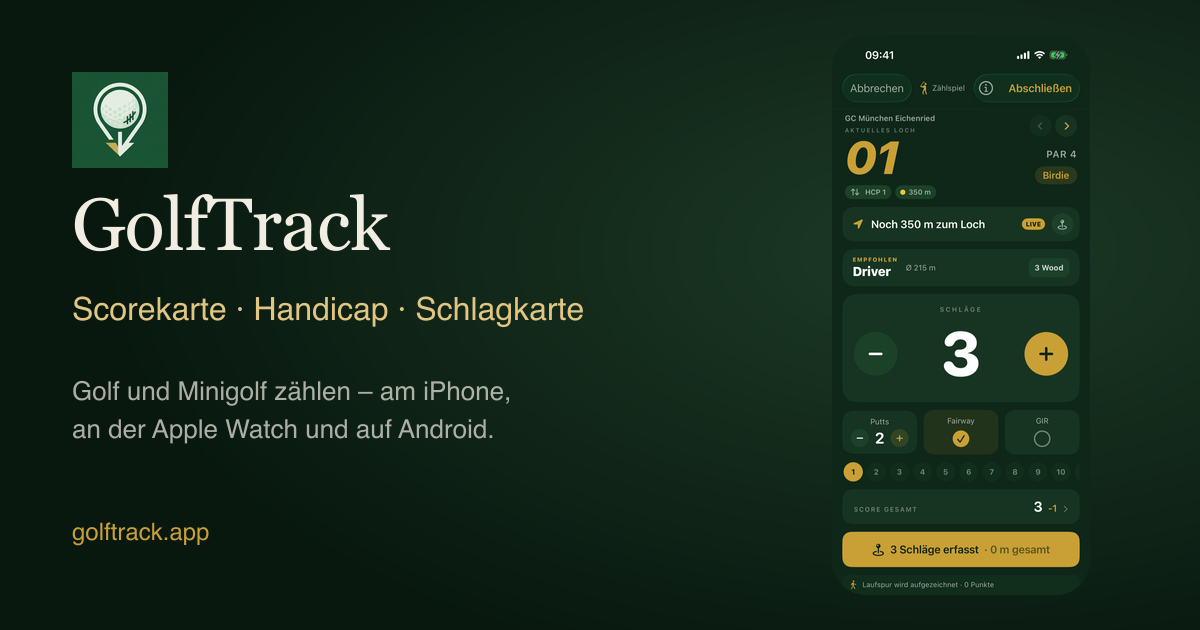 GolfTrack
Scorekarte · Handicap · Schlagkarte
Golf und Minigolf zählen – am iPhone,
an der Apple Watch und auf Android.
golftrack.app
09:41
Abbrechen
Zählspiel
Abschließen
GC München Eichenried
AKTUELLES LOCH
01
PAR 4
Birdie
HCP 1
350 m
Noch 350 m zum Loch
LIVE
EMPFOHLEN
Driver
Ø 215 m
3 Wood
SCHLÄGE
− 3 +
Putts
− 2 +
Fairway
GIR
1 2 3 4 5 6 7 8 9 10
SCORE GESAMT
3 -1
3 Schläge erfasst · 0 m gesamt
Laufspur wird aufgezeichnet · 0 Punkte